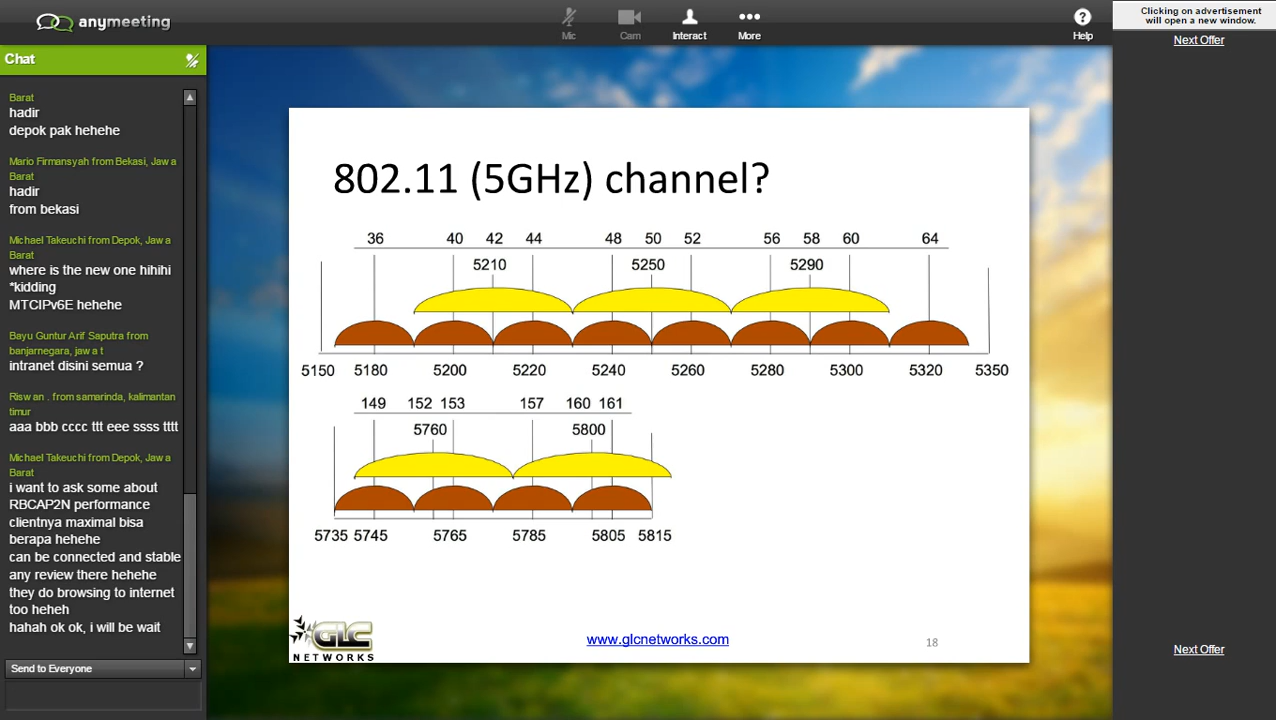 anymeeting
Mic
Cam
Interact
More
Help
Clicking on advertisement
will open a new window.
Next Offer
Chat
Barat
hadir
depok pak hehehe
Mario Firmansyah from Bekasi, Jawa
Barat
hadir
from bekasi
Michael Takeuchi from Depok, Jawa
Barat
where is the new one hihihi
*kidding
MTCIPv6E hehehe
Bayu Guntur Arif Saputra from
banjarnegara, jawa t
intranet disini semua ?
Riswan . from samarinda, kalimantan
timur
aaa bbb cccc ttt eee ssss tttt
Michael Takeuchi from Depok, Jawa
Barat
i want to ask some about
RBCAP2N performance
clientnya maximal bisa
berapa hehehe
can be connected and stable
any review there hehehe
they do browsing to internet
too heheh
hahah ok ok, i will be wait
Send to Everyone
802.11 (5GHz) channel?
36 40 42 44 48 50 52 56 58 60 64
5210 5250 5290
5150 5180 5200 5220 5240 5260 5280 5300 5320 5350
149 152 153 157 160 161
5760 5800
5735 5745 5765 5785 5805 5815
GLC
NETWORKS
www.glcnetworks.com
18
Next Offer